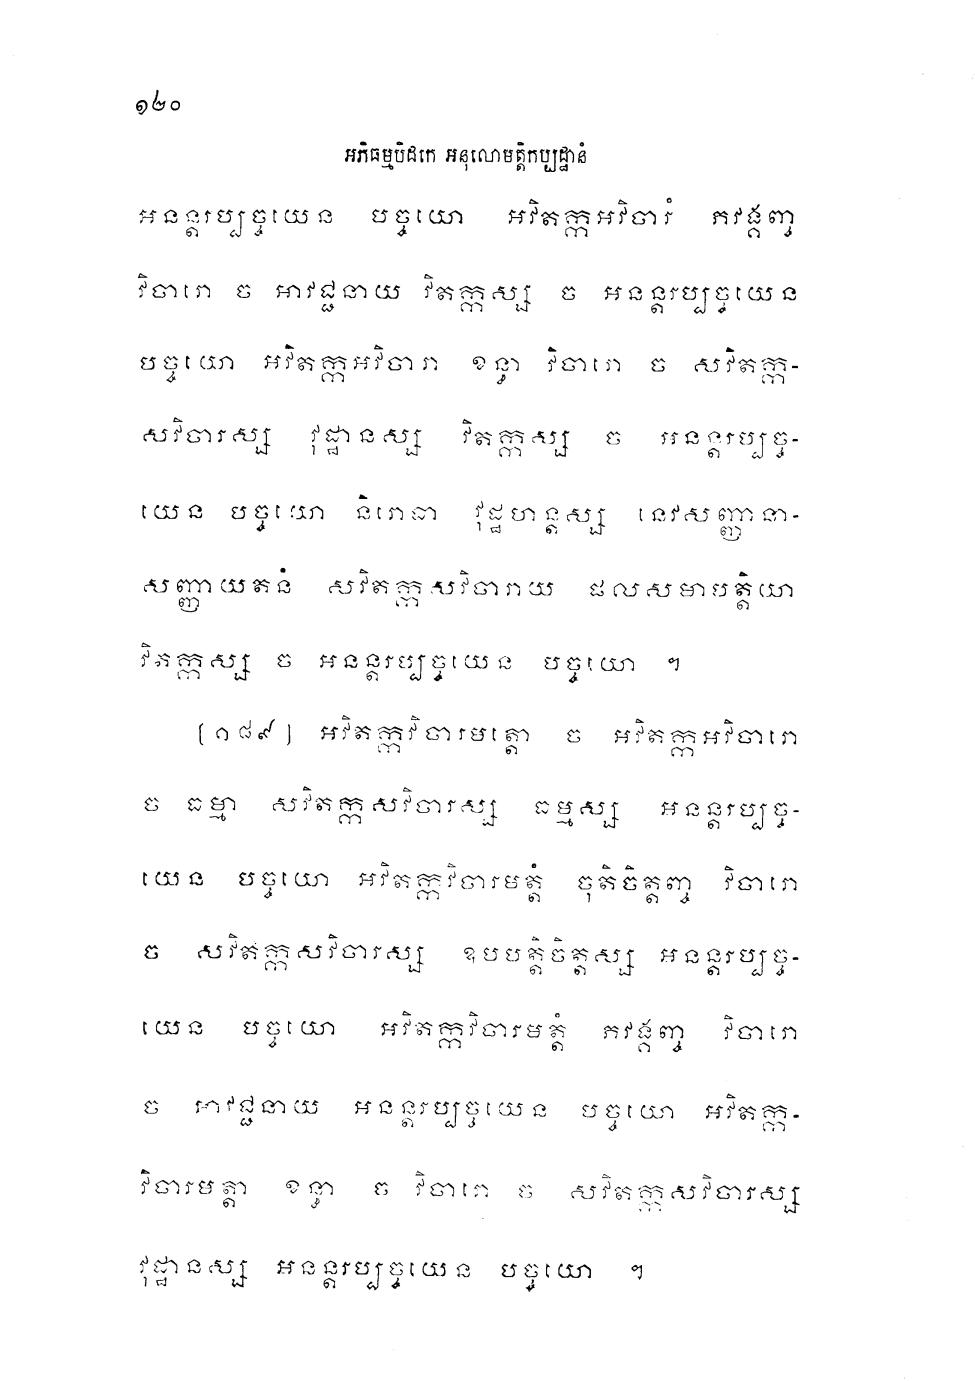 ១២០
អភិធម្មបិដកេ អនុលោមត្តិកប្បដ្ឋានំ
អនន្តរប្បច្ចយេន បច្ចយោ អវិតក្កអវិចារំ ភវង្គញ្ច
វិចារោ ច អាវជ្ជនាយ វិតក្កស្ស ច អនន្តរប្បច្ចយេន
បច្ចយោ អវិតក្កអវិចារា ខន្ធា វិចារោ ច សវិតក្ក-
សវិចារស្ស វុដ្ឋានស្ស វិតក្កស្ស ច អនន្តរប្បច្ច-
យេន បច្ចយោ និរោធា វុដ្ឋហន្តស្ស នេវសញ្ញានា-
សញ្ញាយតនំ សវិតក្កសវិចារាយ ផលសមាបត្តិយា
វិតក្កស្ស ច អនន្តរប្បច្ចយេន បច្ចយោ ។
[១៨៩] អវិតក្កវិចារមត្តោ ច អវិតក្កអវិចារោ
ច ធម្មា សវិតក្កសវិចារស្ស ធម្មស្ស អនន្តរប្បច្ច-
យេន បច្ចយោ អវិតក្កវិចារមត្តំ ចុតិចិត្តញ្ច វិចារោ
ច សវិតក្កសវិចារស្ស ឧបបត្តិចិត្តស្ស អនន្តរប្បច្ច-
យេន បច្ចយោ អវិតក្កវិចារមត្តំ ភវង្គញ្ច វិចារោ
ច អាវជ្ជនាយ អនន្តរប្បច្ចយេន បច្ចយោ អវិតក្ក-
វិចារមត្តា ខន្ធា ច វិចារោ ច សវិតក្កសវិចារស្ស
វុដ្ឋានស្ស អនន្តរប្បច្ចយេន បច្ចយោ ។